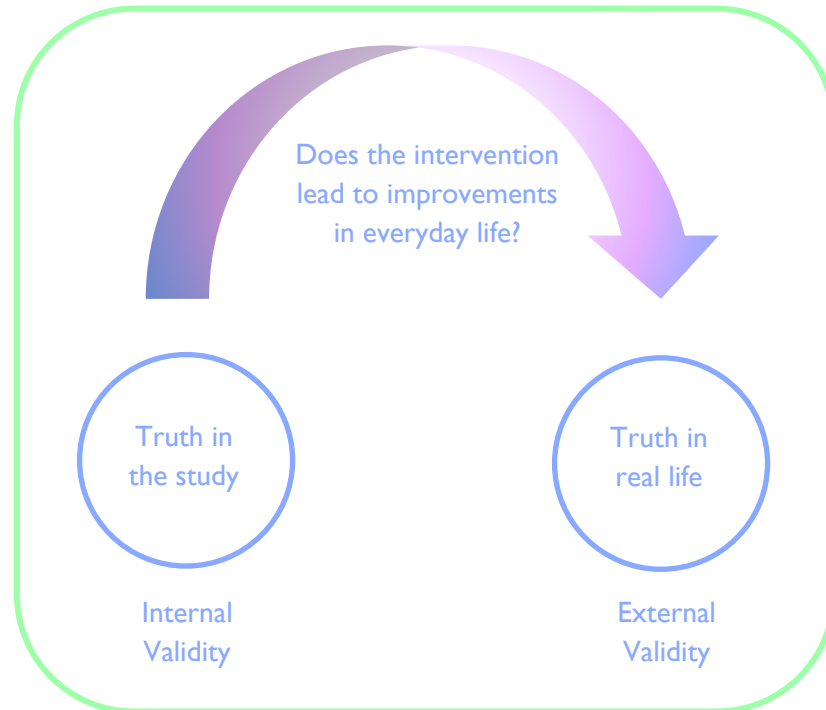 Does the intervention
lead to improvements
in everyday life?
Truth in
the study
Truth in
real life
Internal
Validity
External
Validity